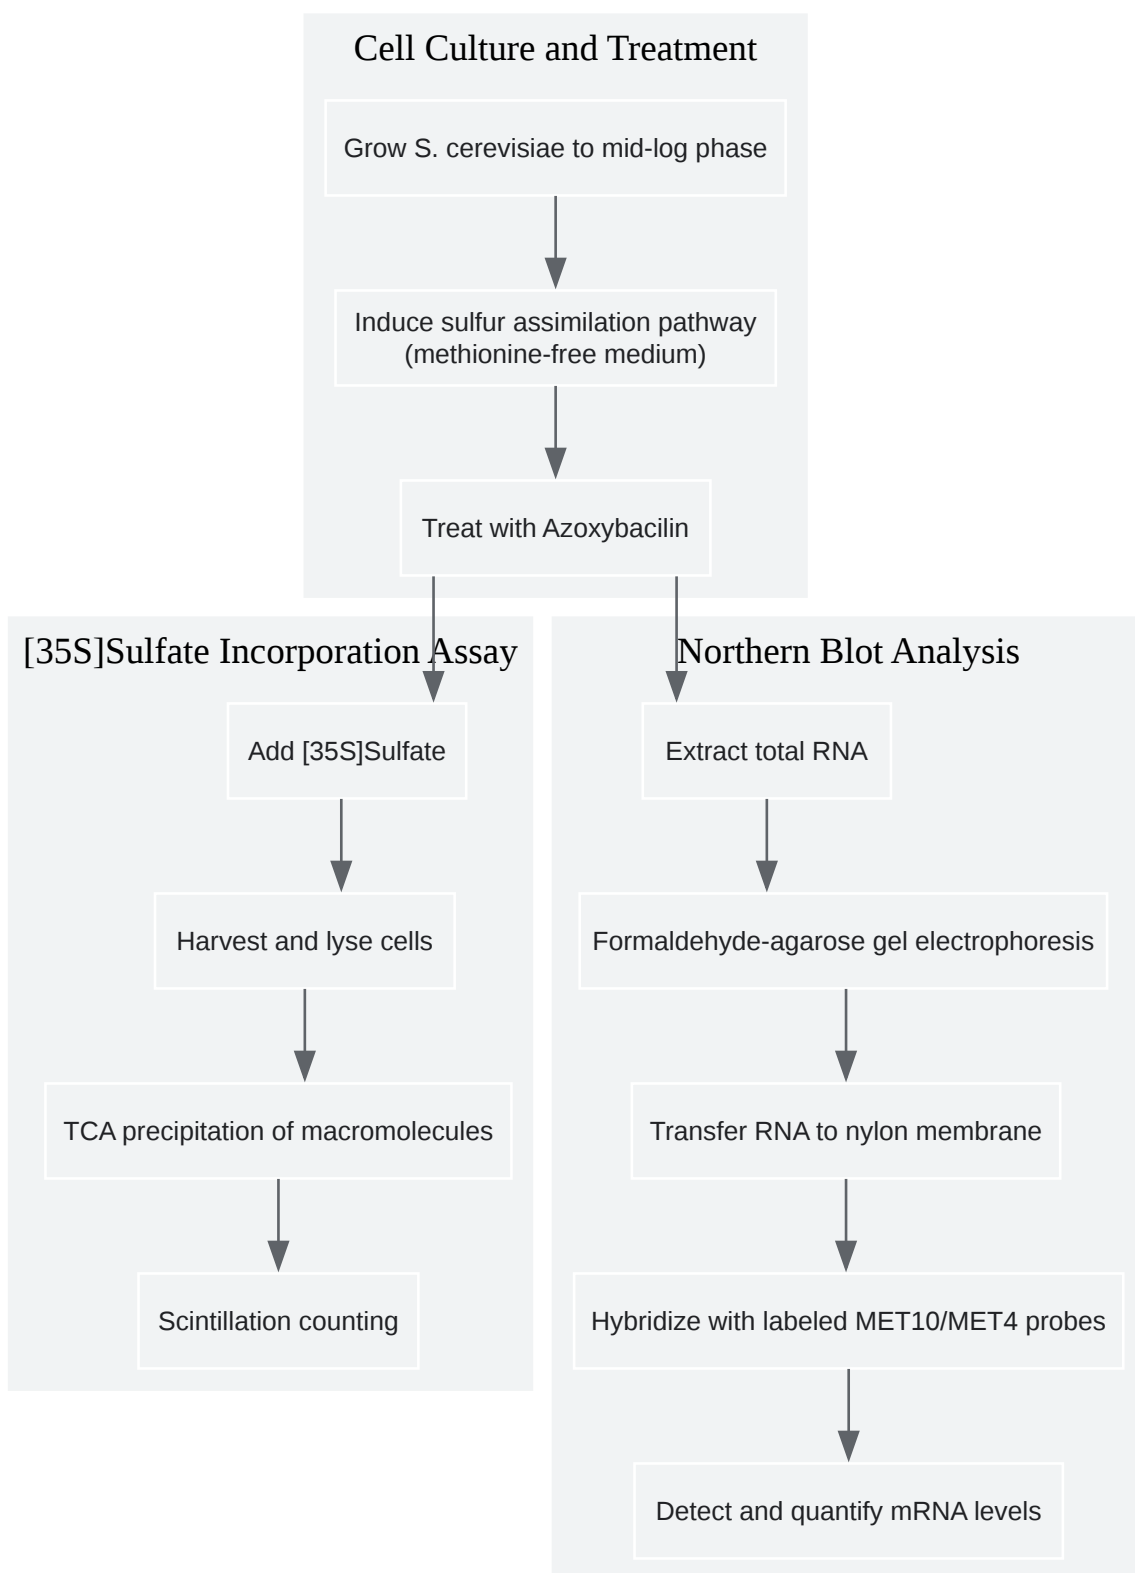 Cell Culture and Treatment
Grow S. cerevisiae to mid-log phase
Induce sulfur assimilation pathway
(methionine-free medium)
Treat with Azoxybacilin
[35S]Sulfate Incorporation Assay
Add [35S]Sulfate
Harvest and lyse cells
TCA precipitation of macromolecules
Scintillation counting
Northern Blot Analysis
Extract total RNA
Formaldehyde-agarose gel electrophoresis
Transfer RNA to nylon membrane
Hybridize with labeled MET10/MET4 probes
Detect and quantify mRNA levels